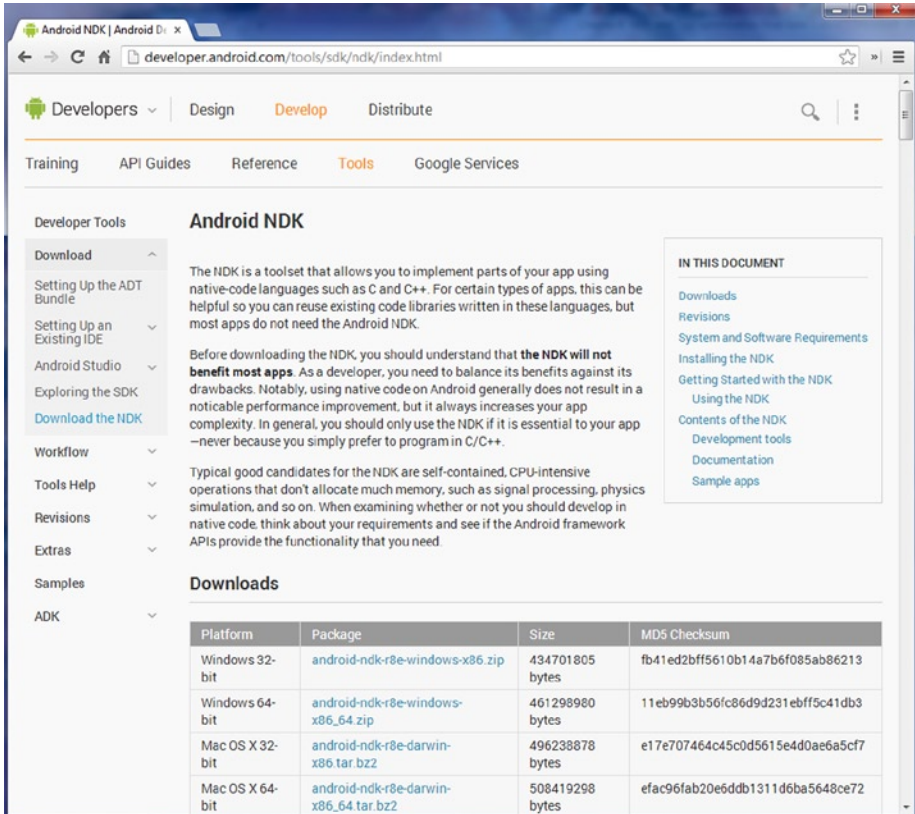 Android NDK | Android De
developer.android.com/tools/sdk/ndk/index.html
Developers
Design
Develop
Distribute
Training
API Guides
Reference
Tools
Google Services
Developer Tools
Download
Setting Up the ADT
Bundle
Setting Up an
Existing IDE
Android Studio
Exploring the SDK
Download the NDK
Workflow
Tools Help
Revisions
Extras
Samples
ADK
Android NDK
The NDK is a toolset that allows you to implement parts of your app using
native-code languages such as C and C++. For certain types of apps, this can be
helpful so you can reuse existing code libraries written in these languages, but
most apps do not need the Android NDK.
Before downloading the NDK, you should understand that the NDK will not
benefit most apps. As a developer, you need to balance its benefits against its
drawbacks. Notably, using native code on Android generally does not result in a
noticable performance improvement, but it always increases your app
complexity. In general, you should only use the NDK if it is essential to your app
—never because you simply prefer to program in C/C++.
Typical good candidates for the NDK are self-contained, CPU-intensive
operations that don't allocate much memory, such as signal processing, physics
simulation, and so on. When examining whether or not you should develop in
native code, think about your requirements and see if the Android framework
APIs provide the functionality that you need.
IN THIS DOCUMENT
Downloads
Revisions
System and Software Requirements
Installing the NDK
Getting Started with the NDK
Using the NDK
Contents of the NDK
Development tools
Documentation
Sample apps
Downloads
Platform Package Size MD5 Checksum
Windows 32- android-ndk-r8e-windows-x86.zip 434701805 fb41ed2bff5610b14a7b6f085ab86213
bit bytes
Windows 64- android-ndk-r8e-windows- 461298980 11eb99b3b56fc86d9d231ebff5c41db3
bit x86_64.zip bytes
Mac OS X 32- android-ndk-r8e-darwin- 496238878 e17e707464c45c0d5615e4d0ae6a5cf7
bit x86.tar.bz2 bytes
Mac OS X 64- android-ndk-r8e-darwin- 508419298 efac96fab20e6ddb1311d6ba5648ce72
bit x86_64.tar.bz2 bytes